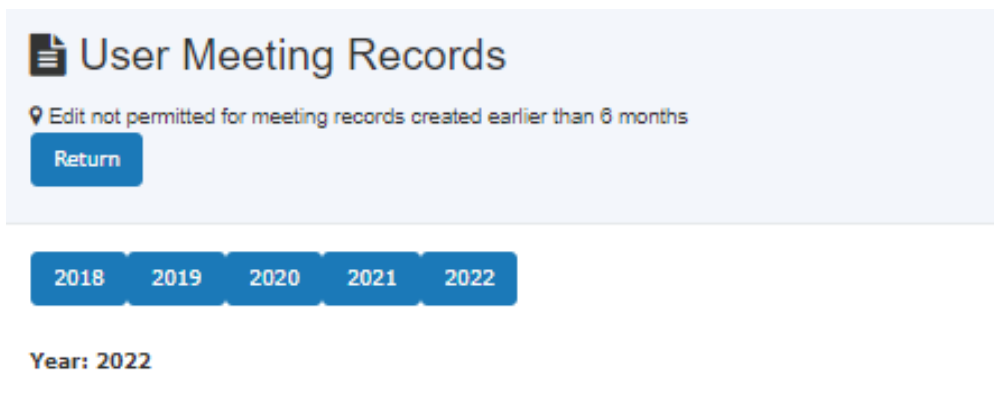 User Meeting Records
Edit not permitted for meeting records created earlier than 6 months
Return
2018 2019 2020 2021 2022
Year: 2022